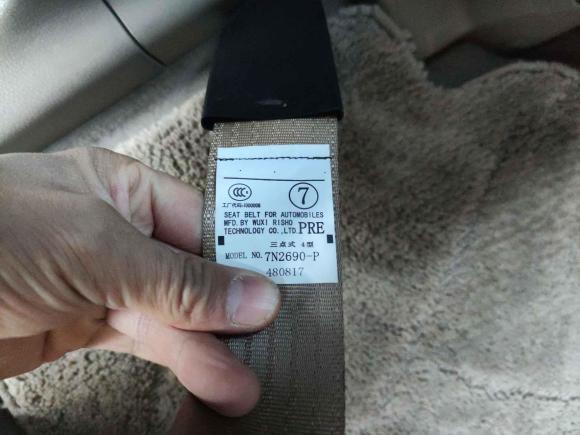 CCC
7
SEAT BELT FOR AUTOMOBILES
MFD.BY WUXI RISHO
TECHNOLOGY CO.,LTD.PRE
三点式 4型
MODEL NO.7N2690-P
480817